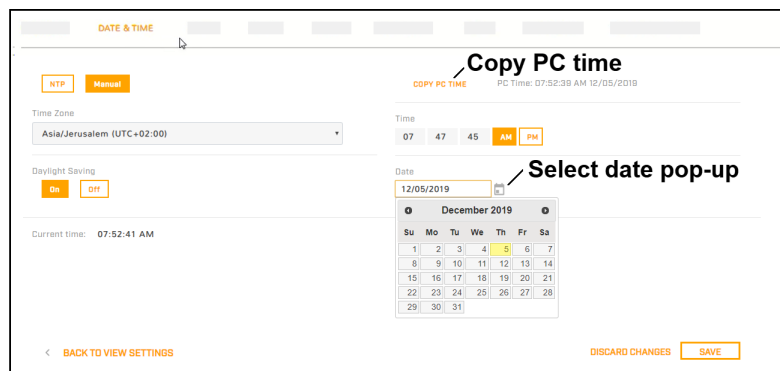 DATE & TIME
Copy PC time
NTP Manual
COPY PC TIME PC Time: 07:52:39 AM 12/05/2019
Time Zone
Asia/Jerusalem (UTC+02:00)
Time
07 47 45 AM PM
Daylight Saving
On Off
Date
12/05/2019
Select date pop-up
December 2019
Su Mo Tu We Th Fr Sa
1 2 3 4 5 6 7
8 9 10 11 12 13 14
15 16 17 18 19 20 21
22 23 24 25 26 27 28
29 30 31
Current time: 07:52:41 AM
BACK TO VIEW SETTINGS
DISCARD CHANGES SAVE